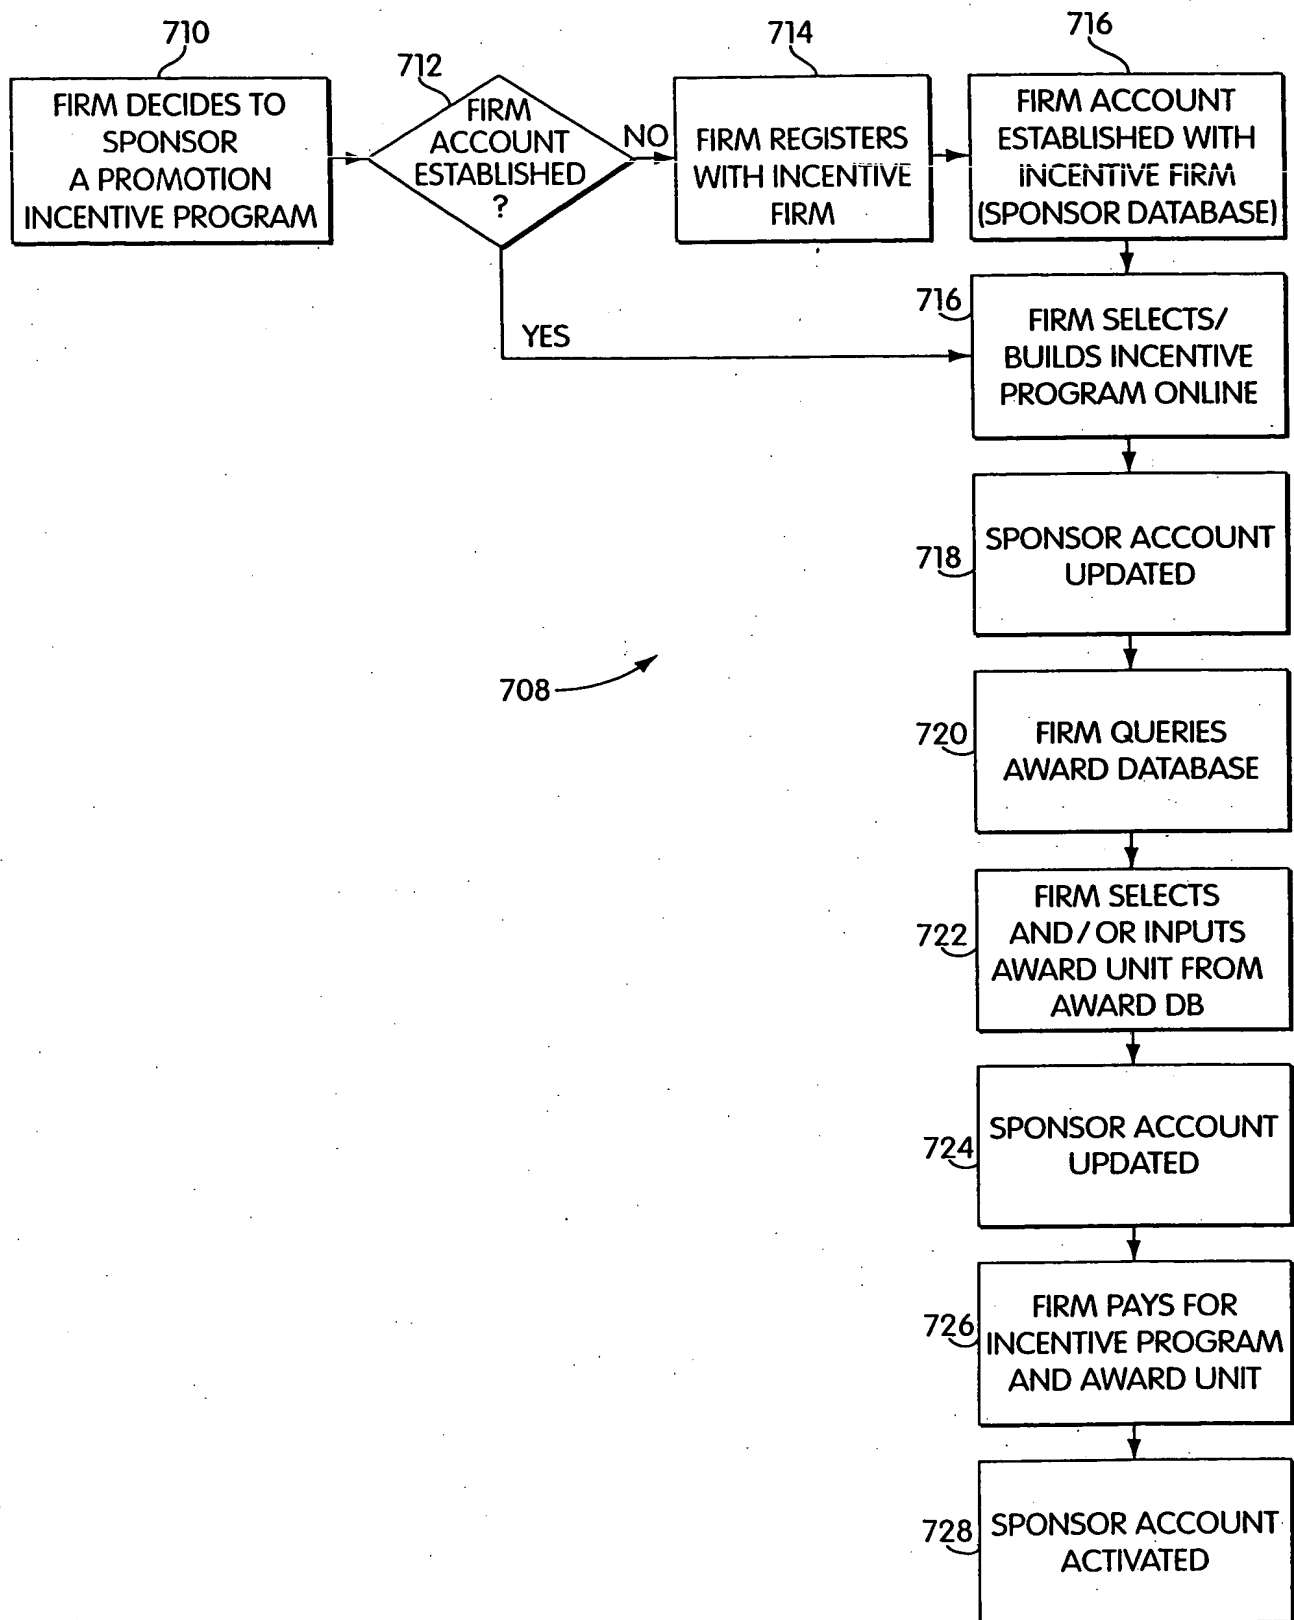 710
FIRM DECIDES TO
SPONSOR
A PROMOTION
INCENTIVE PROGRAM
712
FIRM
ACCOUNT
ESTABLISHED
?
NO
YES
714
FIRM REGISTERS
WITH INCENTIVE
FIRM
716
FIRM ACCOUNT
ESTABLISHED WITH
INCENTIVE FIRM
(SPONSOR DATABASE)
716
FIRM SELECTS/
BUILDS INCENTIVE
PROGRAM ONLINE
718
SPONSOR ACCOUNT
UPDATED
708
720
FIRM QUERIES
AWARD DATABASE
722
FIRM SELECTS
AND/OR INPUTS
AWARD UNIT FROM
AWARD DB
724
SPONSOR ACCOUNT
UPDATED
726
FIRM PAYS FOR
INCENTIVE PROGRAM
AND AWARD UNIT
728
SPONSOR ACCOUNT
ACTIVATED